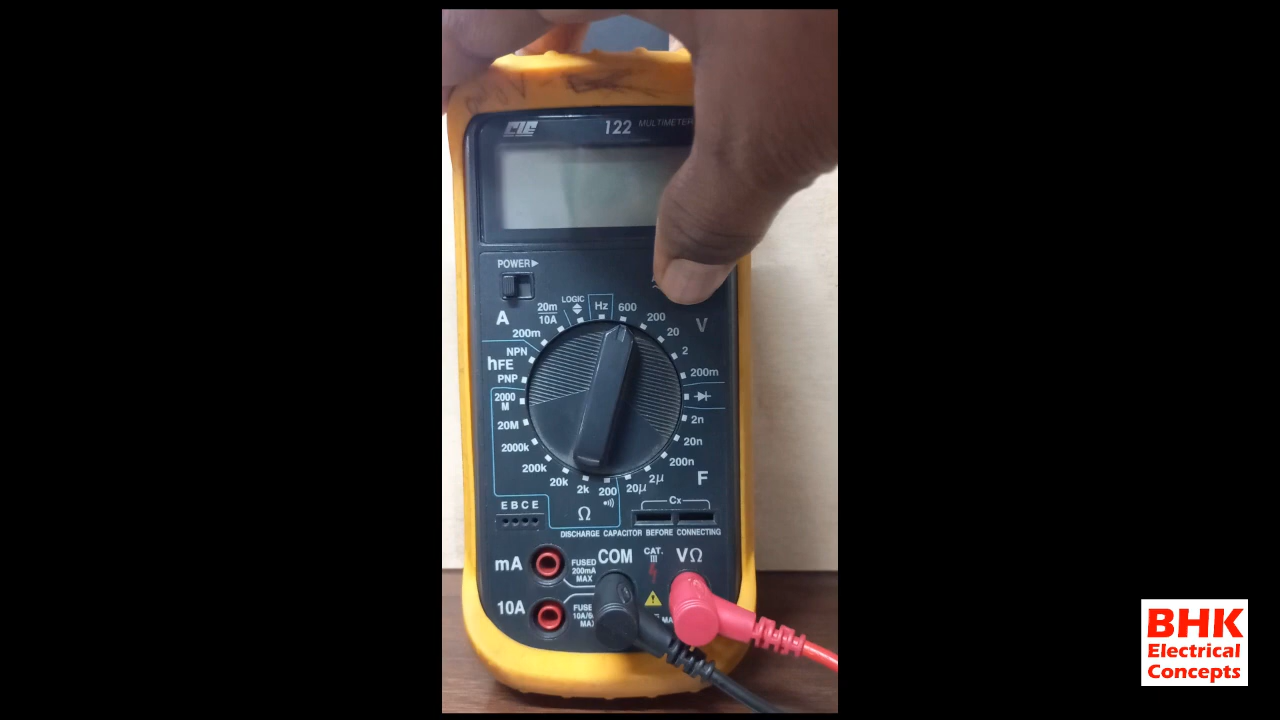 CIE
122 MULTIMETER
POWER
A
20m
10A
LOGIC
Hz
600
200
20
2
200m
V
200m
NPN
hFE
PNP
2000
M
20M
2000k
200k
20k
2k
200
20µ
2µ
200n
20n
2n
F
Ω
E B C E
Cx
DISCHARGE CAPACITOR BEFORE CONNECTING
mA
FUSED
200mA
MAX
COM
CAT.
III
VΩ
10A
MAX
BHK
Electrical
Concepts